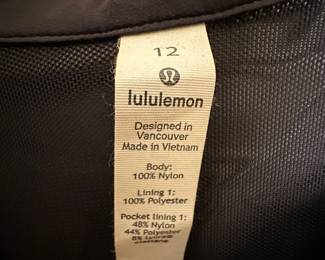 12
lululemon
Designed in
Vancouver
Made in Vietnam
Body:
100% Nylon
Lining 1:
100% Polyester
Pocket lining 1:
48% Nylon
44% Polyester
8%